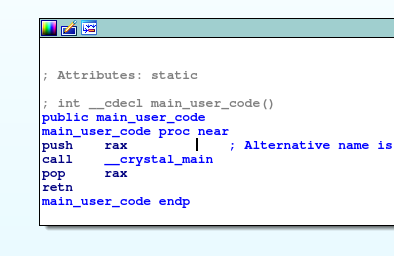 ; Attributes: static
; int __cdecl main_user_code()
public main_user_code
main_user_code proc near
push    rax             ; Alternative name is
call    __crystal_main
pop     rax
retn
main_user_code endp